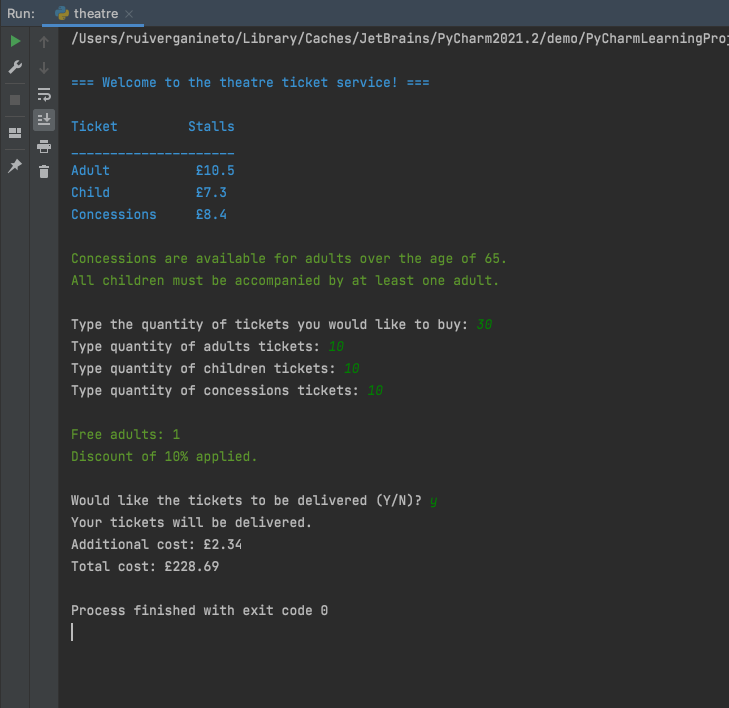 Run: theatre
/Users/ruiverganineto/Library/Caches/JetBrains/PyCharm2021.2/demo/PyCharmLearningProj
=== Welcome to the theatre ticket service! ===
Ticket Stalls
_____________________
Adult £10.5
Child £7.3
Concessions £8.4
Concessions are available for adults over the age of 65.
All children must be accompanied by at least one adult.
Type the quantity of tickets you would like to buy: 30
Type quantity of adults tickets: 10
Type quantity of children tickets: 10
Type quantity of concessions tickets: 10
Free adults: 1
Discount of 10% applied.
Would like the tickets to be delivered (Y/N)? y
Your tickets will be delivered.
Additional cost: £2.34
Total cost: £228.69
Process finished with exit code 0